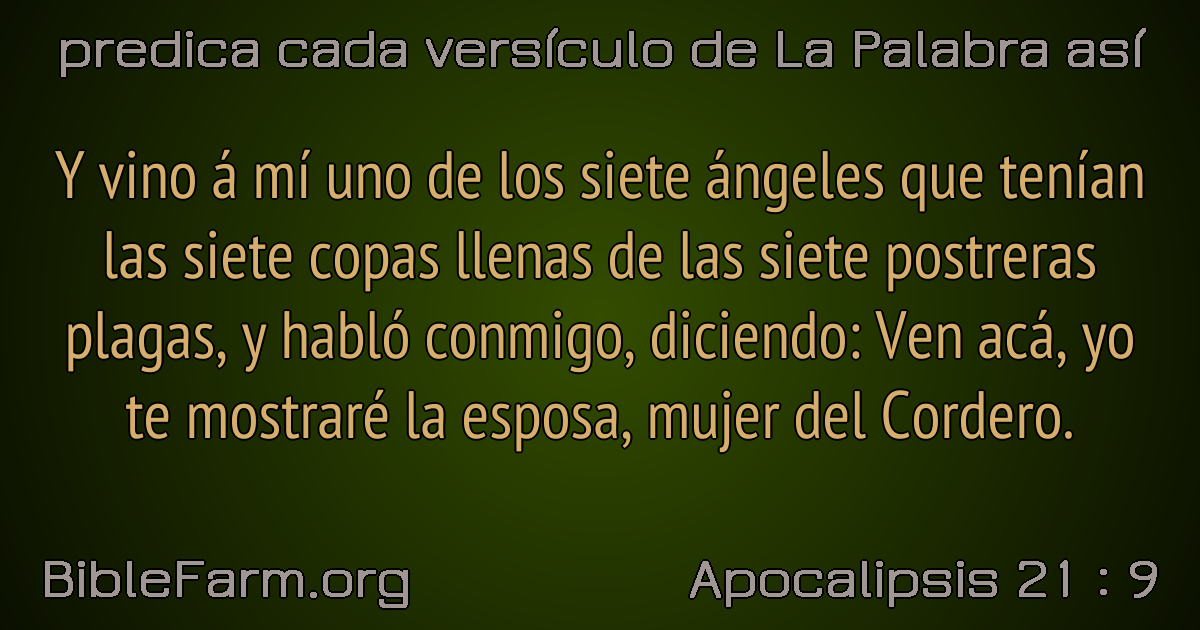 predica cada versículo de La Palabra así
Y vino á mí uno de los siete ángeles que tenían
las siete copas llenas de las siete postreras
plagas, y habló conmigo, diciendo: Ven acá, yo
te mostraré la esposa, mujer del Cordero.
BibleFarm.org
Apocalipsis 21 : 9